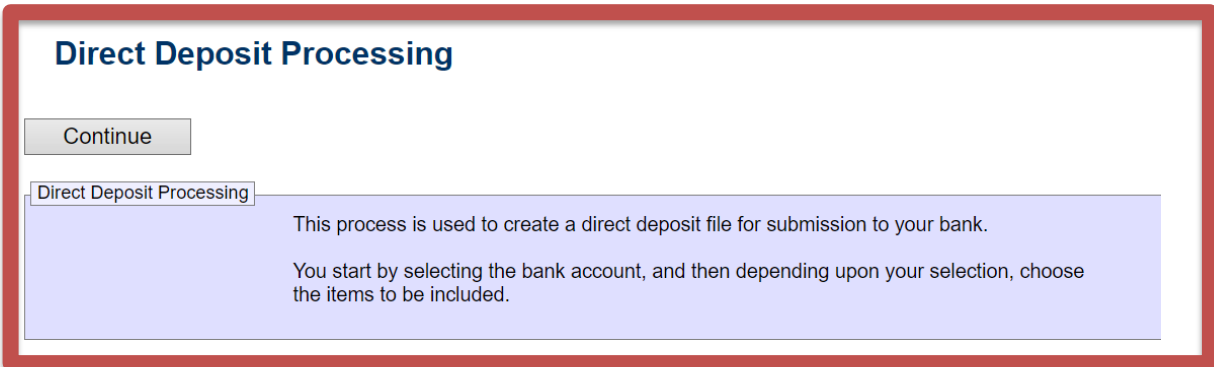 Direct Deposit Processing
Continue
Direct Deposit Processing
This process is used to create a direct deposit file for submission to your bank.
You start by selecting the bank account, and then depending upon your selection, choose
the items to be included.